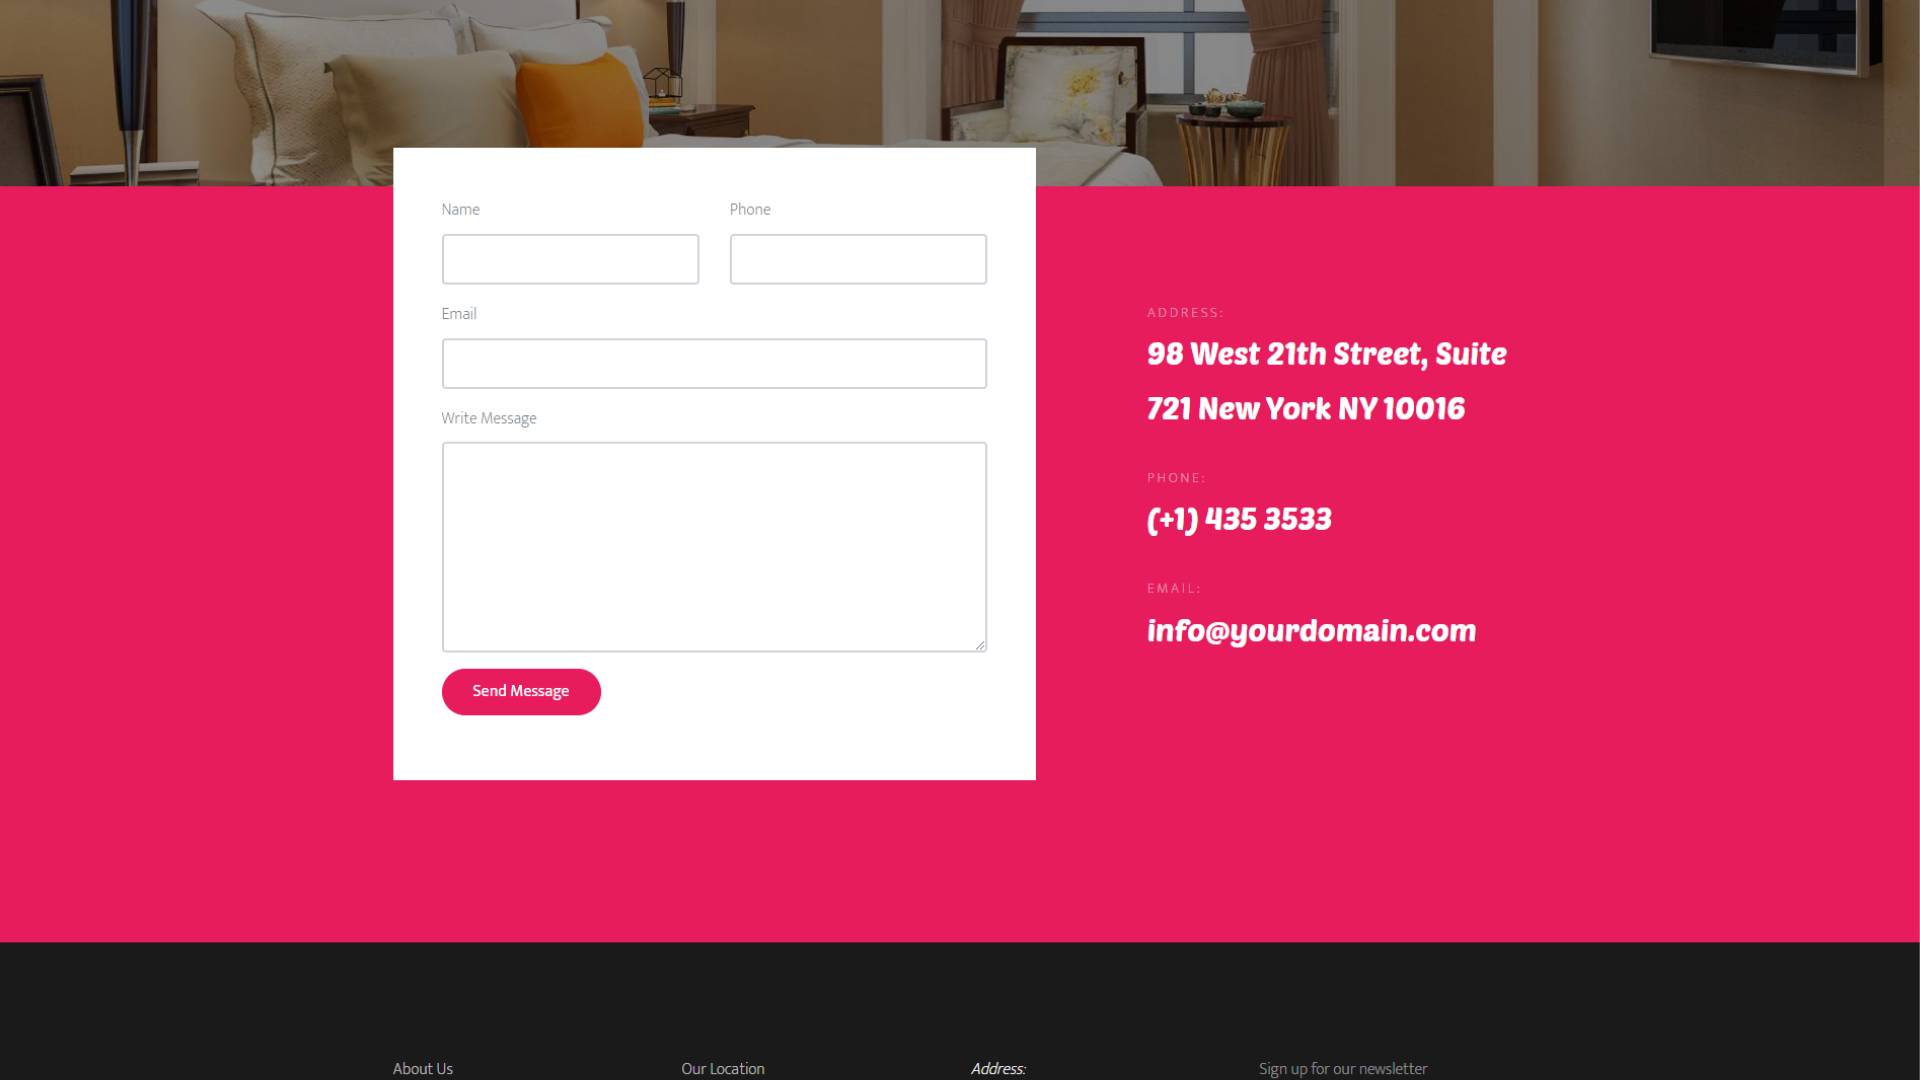 Name
Phone
Email
Write Message
Send Message
ADDRESS:
98 West 21th Street, Suite
721 New York NY 10016
PHONE:
(+1) 435 3533
EMAIL:
info@yourdomain.com
About Us
Our Location
Address:
Sign up for our newsletter